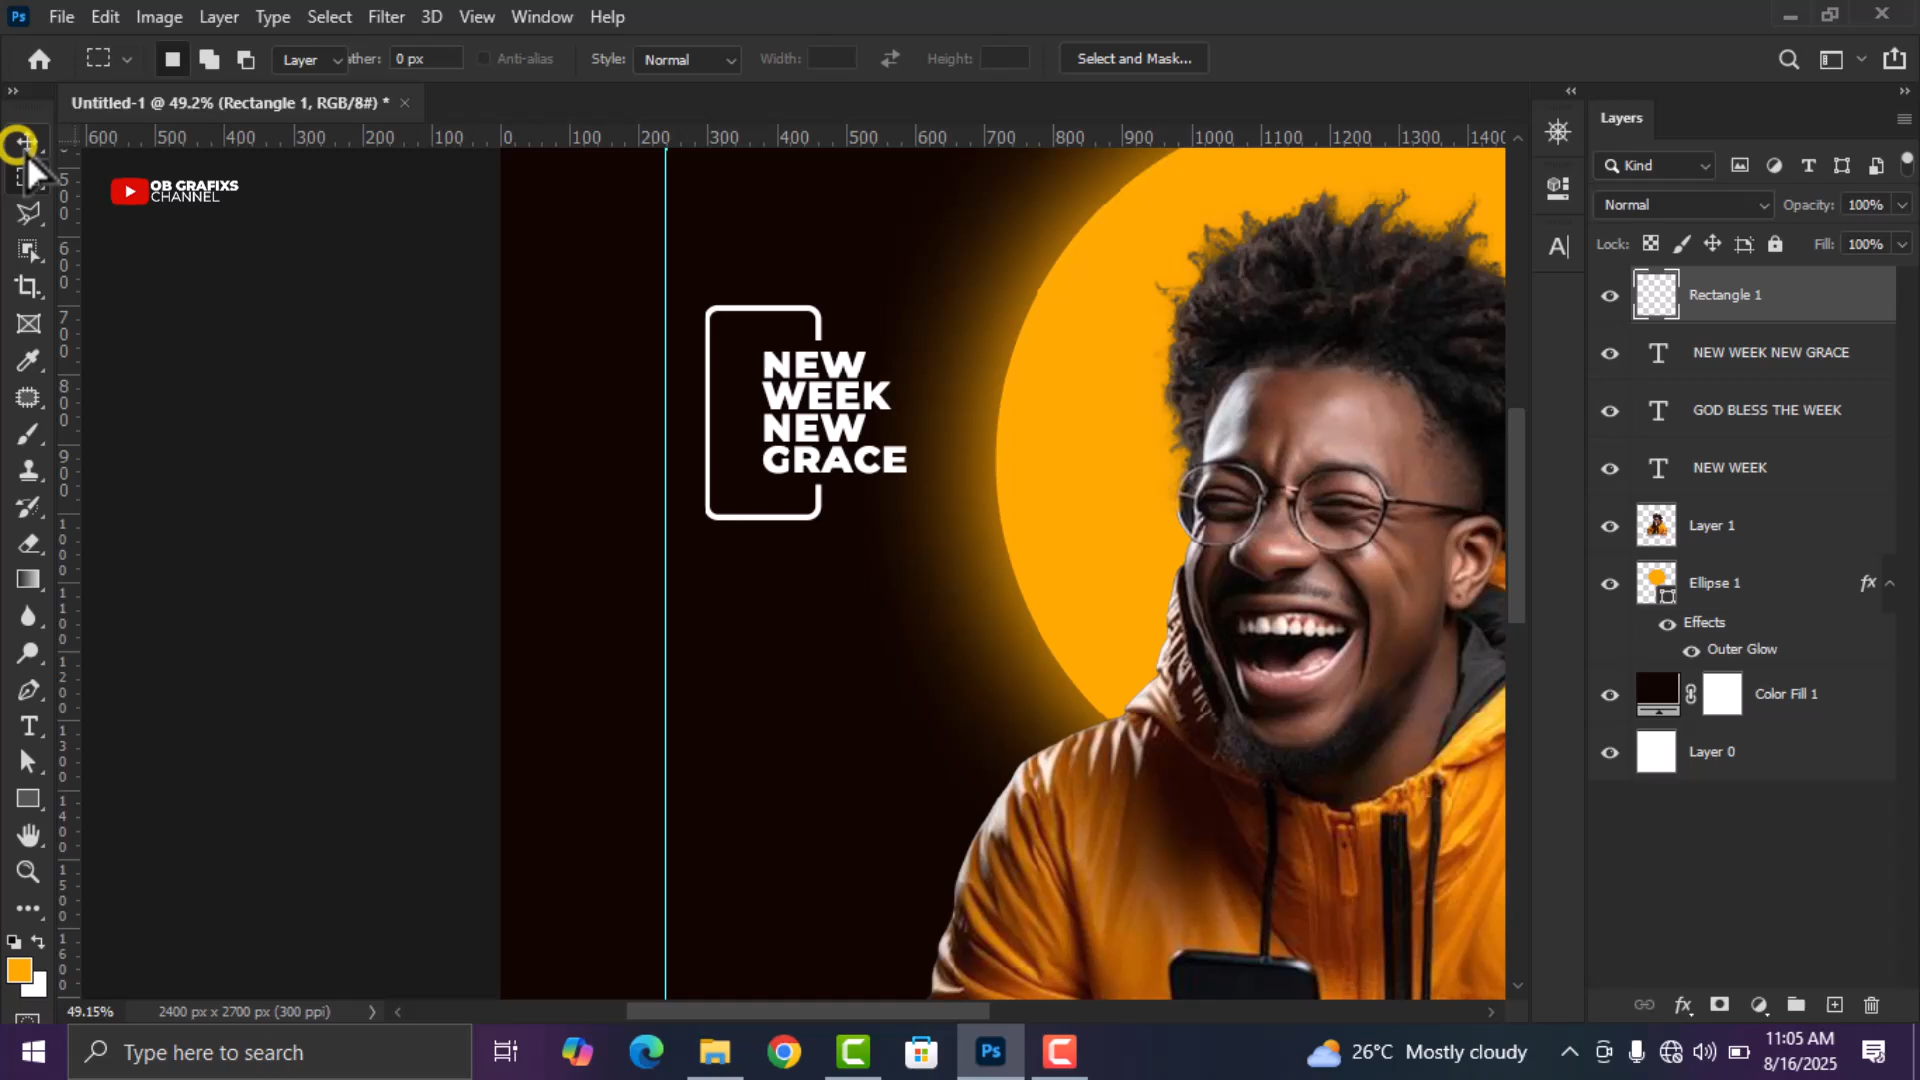 Ps File Edit Image Layer Type Select Filter 3D View Window Help
Layer ther: 0 px Anti-alias Style: Normal Width: Height: Select and Mask...
Untitled-1 @ 49.2% (Rectangle 1, RGB/8#) * ×
600 500 400 300 200 100 0 100 200 300 400 500 600 700 800 900 1000 1100 1200 1300 1400
OB GRAFIXS
CHANNEL
NEW
WEEK
NEW
GRACE
Layers
Kind
Normal Opacity: 100%
Lock: Fill: 100%
Rectangle 1
NEW WEEK NEW GRACE
GOD BLESS THE WEEK
NEW WEEK
Layer 1
Ellipse 1 fx
Effects
Outer Glow
Color Fill 1
Layer 0
49.15% 2400 px x 2700 px (300 ppi)
Type here to search
Ps
26°C Mostly cloudy
11:05 AM
8/16/2025